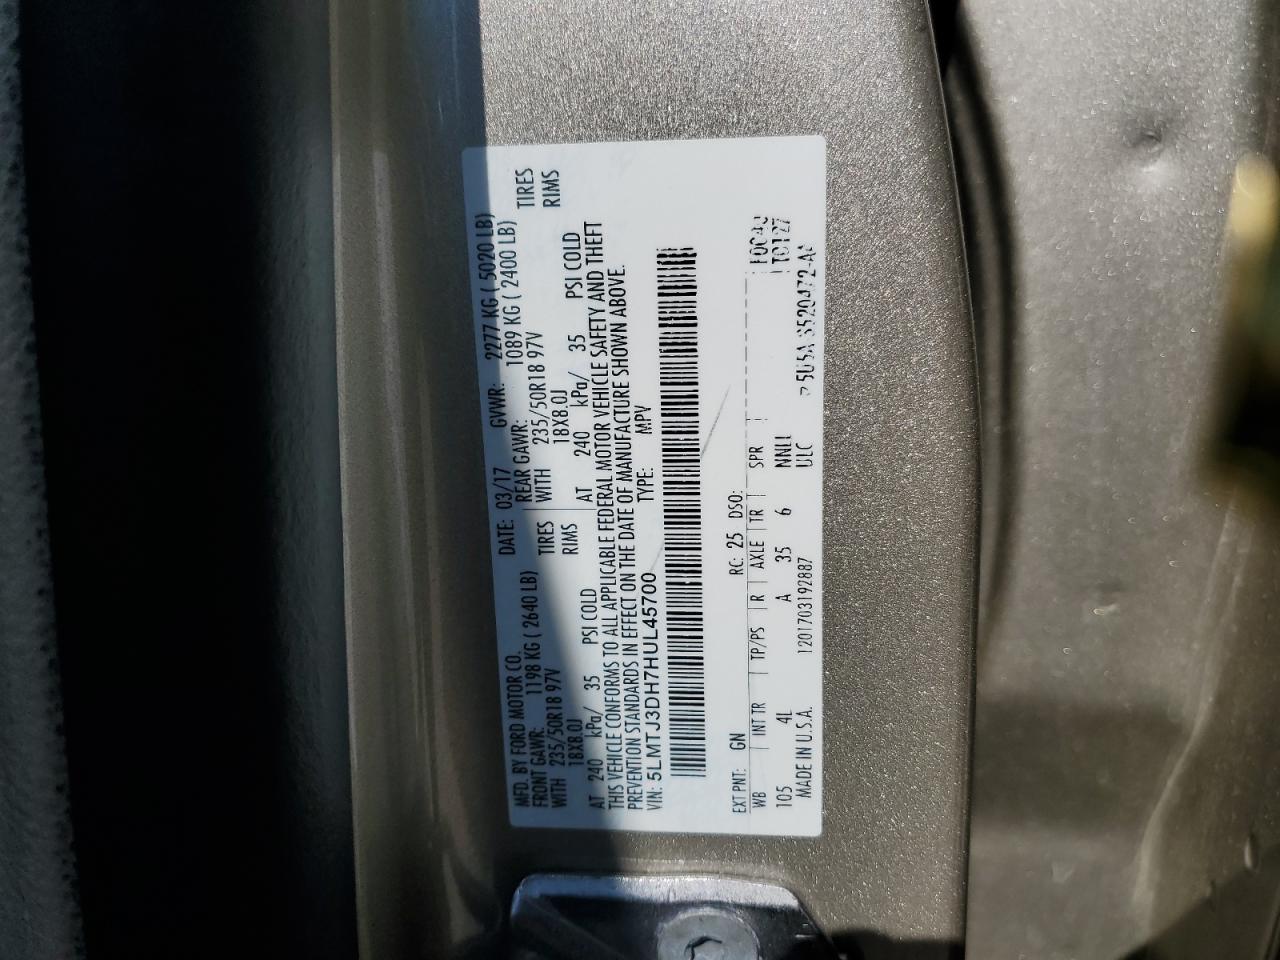 MFD. BY FORD MOTOR CO.
DATE: 03/17 GVWR: 2277 KG ( 5020 LB)
FRONT GAWR: 1198 KG ( 2640 LB) REAR GAWR: 1089 KG ( 2400 LB)
WITH 235/50R18 97V TIRES WITH 235/50R18 97V TIRES
18X8.0J RIMS 18X8.0J RIMS
AT 240 kPa/ 35 PSI COLD AT 240 kPa/ 35 PSI COLD
THIS VEHICLE CONFORMS TO ALL APPLICABLE FEDERAL MOTOR VEHICLE SAFETY AND THEFT
PREVENTION STANDARDS IN EFFECT ON THE DATE OF MANUFACTURE SHOWN ABOVE.
VIN: 5LMTJ3DH7HUL45700 TYPE: MPV
EXT PNT: GN RC: 25 DSO:
WB INT TR TP/PS R AXLE TR SPR
105 4L A 35 6 NNLL
MADE IN U.S.A. 1201703192887 ULC